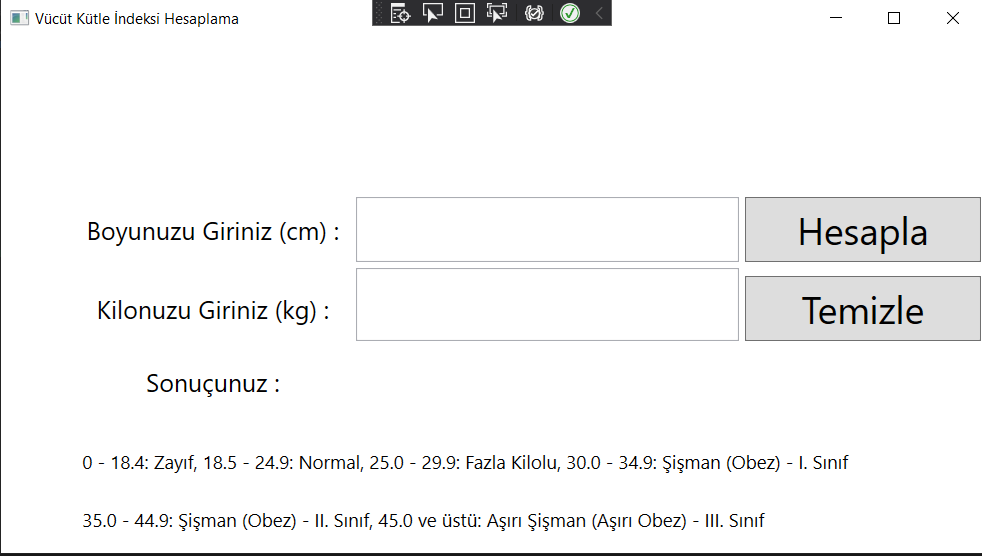 Vücüt Kütle İndeksi Hesaplama
Boyunuzu Giriniz (cm) :
Hesapla
Kilonuzu Giriniz (kg) :
Temizle
Sonuçunuz :
0 - 18.4: Zayıf, 18.5 - 24.9: Normal, 25.0 - 29.9: Fazla Kilolu, 30.0 - 34.9: Şişman (Obez) - I. Sınıf
35.0 - 44.9: Şişman (Obez) - II. Sınıf, 45.0 ve üstü: Aşırı Şişman (Aşırı Obez) - III. Sınıf